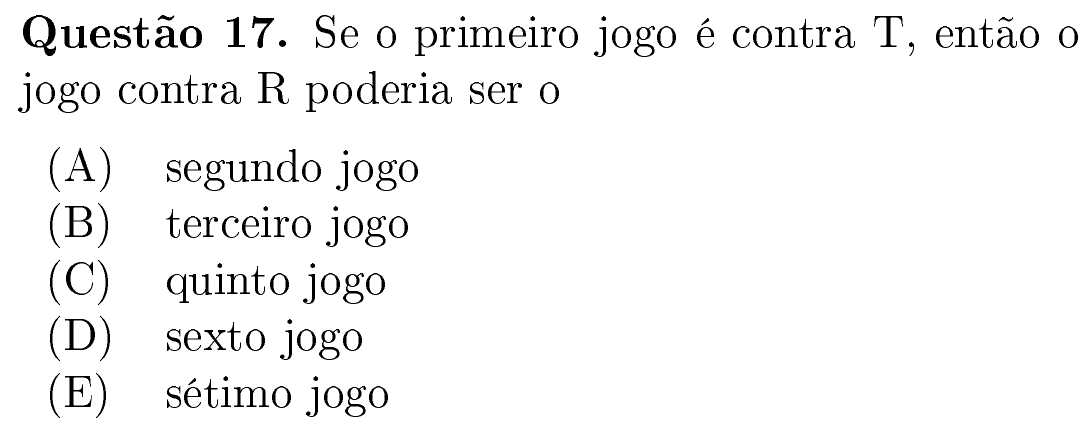 Questão 17. Se o primeiro jogo é contra T, então o
jogo contra R poderia ser o
(A) segundo jogo
(B) terceiro jogo
(C) quinto jogo
(D) sexto jogo
(E) sétimo jogo